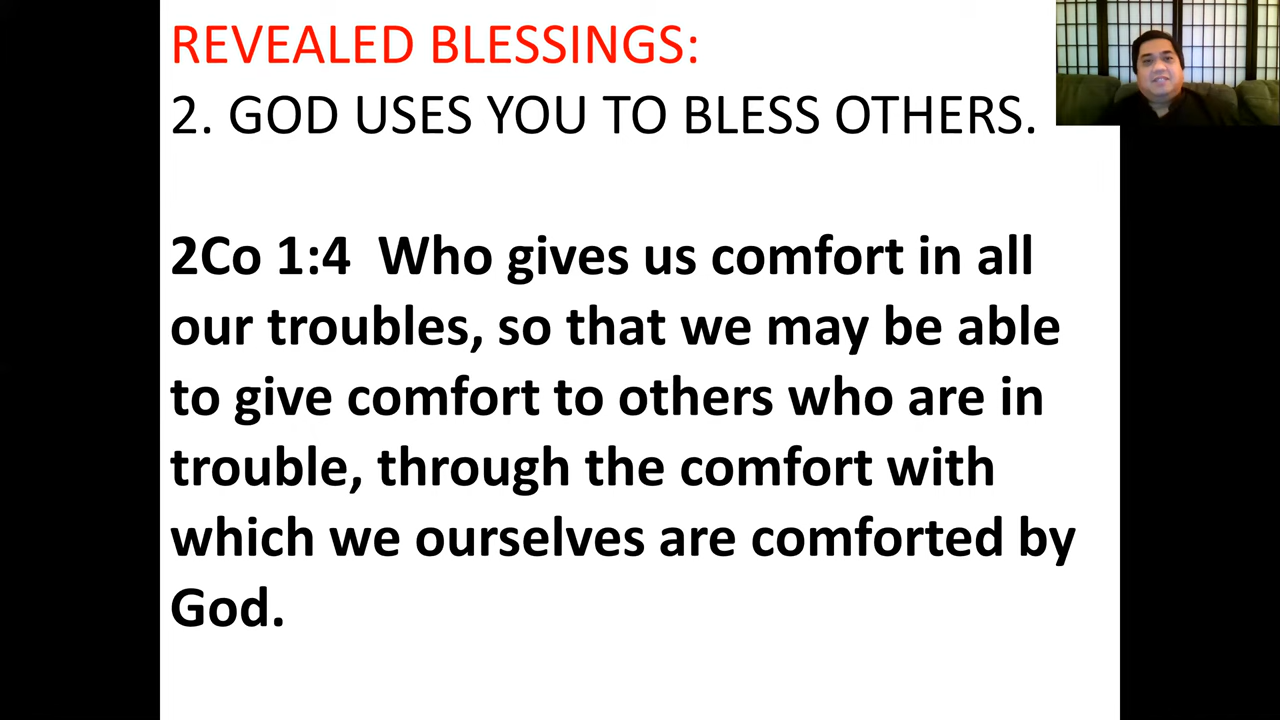 REVEALED BLESSINGS:
2. GOD USES YOU TO BLESS OTHERS.
2Co 1:4  Who gives us comfort in all
our troubles, so that we may be able
to give comfort to others who are in
trouble, through the comfort with
which we ourselves are comforted by
God.